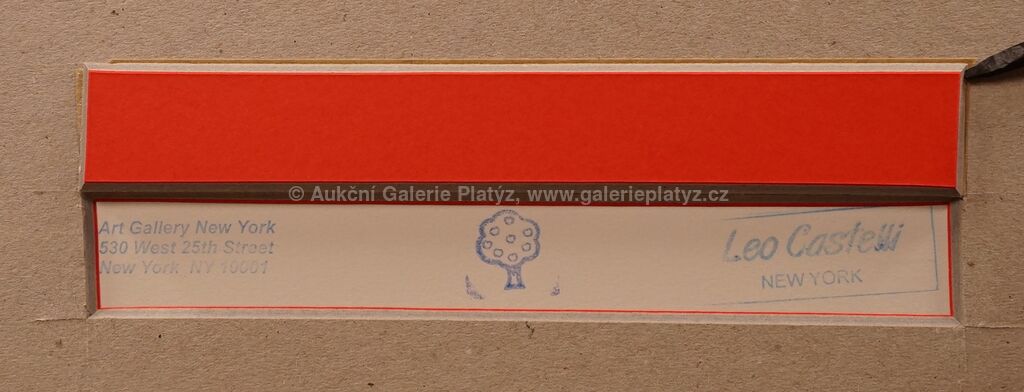 © Aukční Galerie Platýz, www.galerieplatyz.cz
Art Gallery New York
530 West 25th Street
New York NY 10001
Leo Castelli
NEW YORK